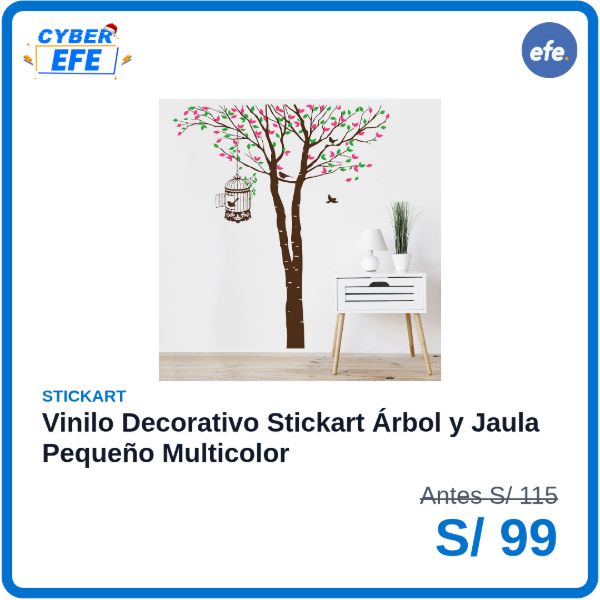 CYBER
EFE
efe.
STICKART
Vinilo Decorativo Stickart Árbol y Jaula
Pequeño Multicolor
Antes S/ 115
S/ 99